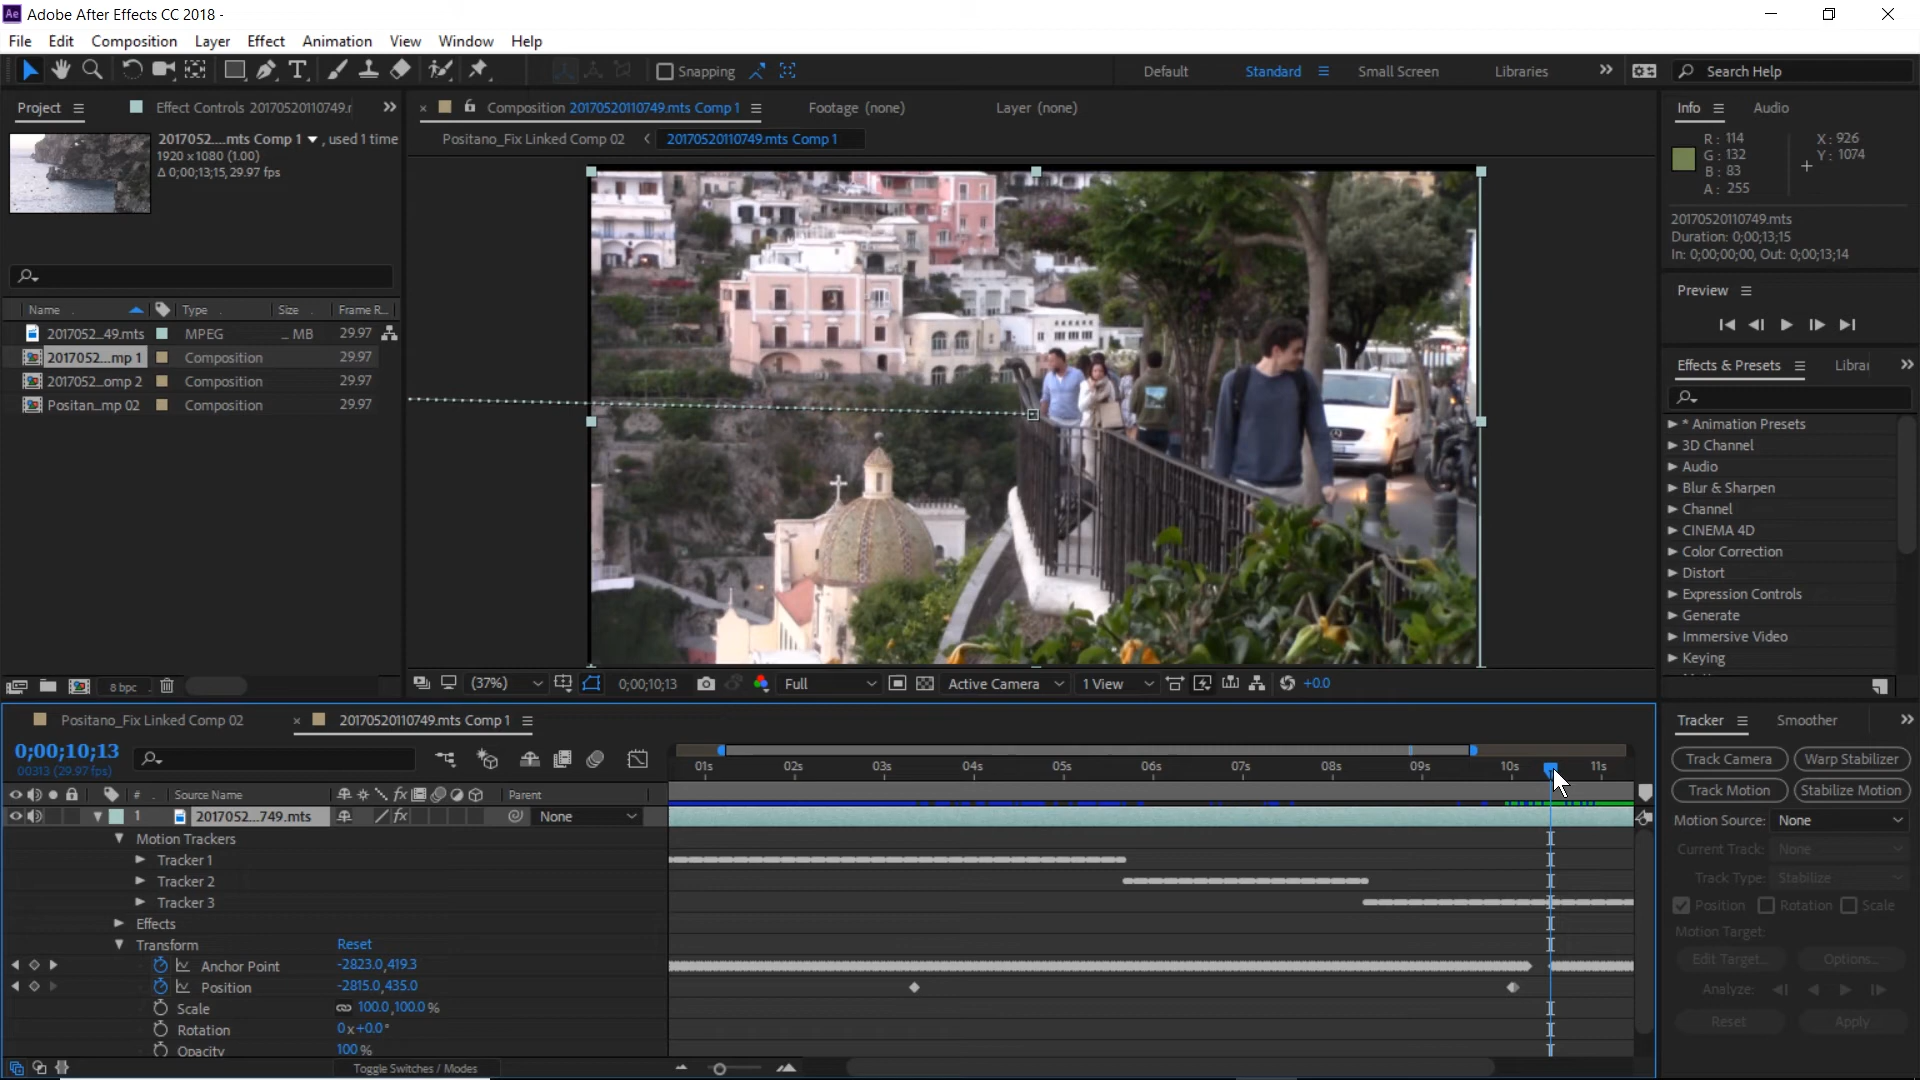 Ae Adobe After Effects CC 2018 -
File Edit Composition Layer Effect Animation View Window Help
T Snapping Default Standard Small Screen Libraries Search Help
Project Effect Controls 20170520110749.r
2017052....mts Comp 1 , used 1 time
1920 x 1080 (1.00)
Δ 0;00;13;15, 29.97 fps
Name Type Size Frame R...
2017052...49.mts MPEG ... MB 29.97
2017052...mp 1 Composition 29.97
2017052...omp 2 Composition 29.97
Positan...mp 02 Composition 29.97
8 bpc
Composition 20170520110749.mts Comp 1 Footage (none) Layer (none)
Positano_Fix Linked Comp 02 20170520110749.mts Comp 1
(37%) 0;00;10;13 Full Active Camera 1 View +0.0
Info Audio
R: 114 X: 926
G: 132 Y: 1074
B: 83
A: 255
20170520110749.mts
Duration: 0;00;13;15
In: 0;00;00;00, Out: 0;00;13;14
Preview
Effects & Presets Librai
* Animation Presets
3D Channel
Audio
Blur & Sharpen
Channel
CINEMA 4D
Color Correction
Distort
Expression Controls
Generate
Immersive Video
Keying
Positano_Fix Linked Comp 02 20170520110749.mts Comp 1
0;00;10;13
00313 (29.97 fps)
01s 02s 03s 04s 05s 06s 07s 08s 09s 10s 11s
# Source Name fx Parent
1 2017052...749.mts fx None
Motion Trackers
Tracker 1
Tracker 2
Tracker 3
Effects
Transform Reset
Anchor Point -2823.0,419.3
Position -2815.0,435.0
Scale 100.0,100.0%
Rotation 0x+0.0°
Opacity 100%
Toggle Switches / Modes
Tracker Smoother
Track Camera Warp Stabilizer
Track Motion Stabilize Motion
Motion Source: None
Current Track: None
Track Type: Stabilize
Position Rotation Scale
Motion Target:
Edit Target... Options...
Analyze:
Reset Apply